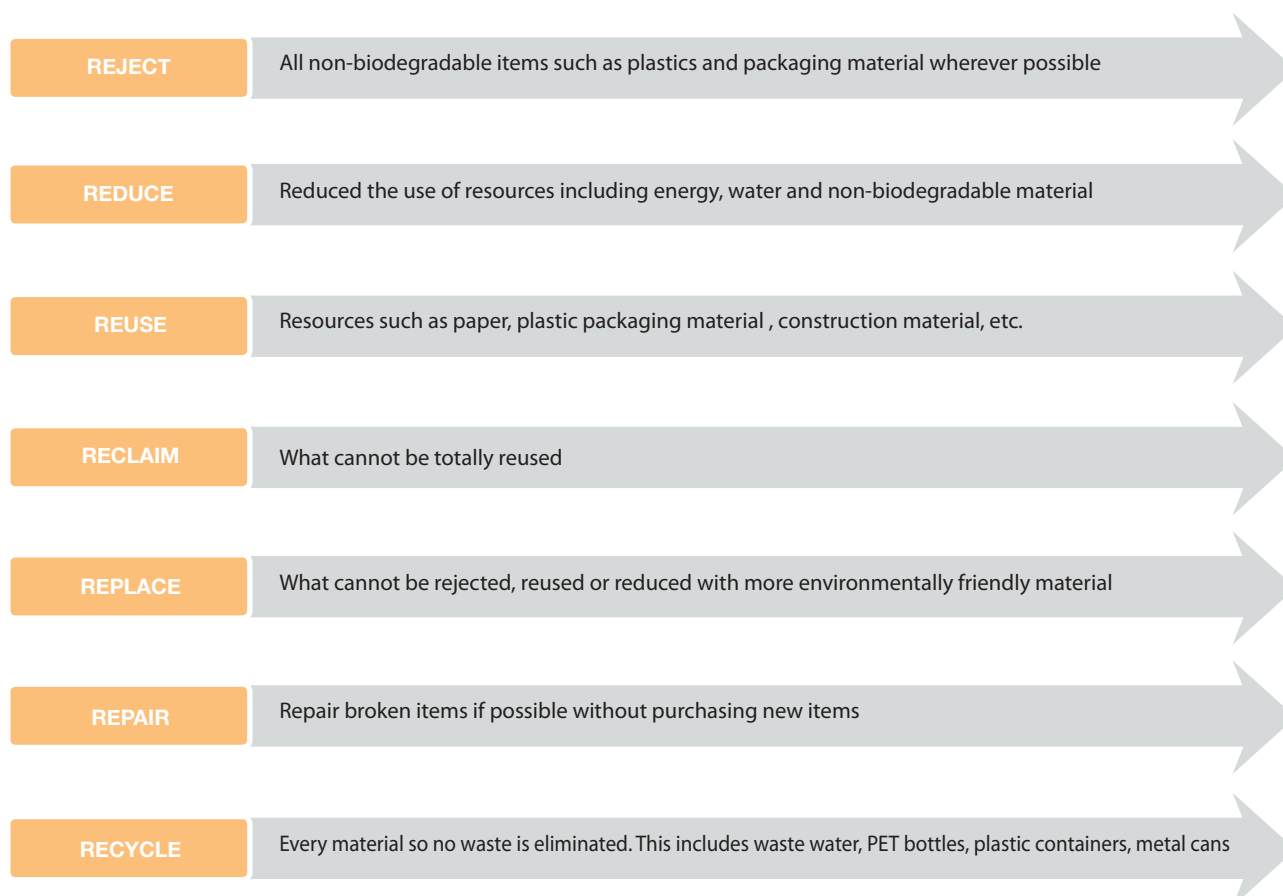 REJECT
All non-biodegradable items such as plastics and packaging material wherever possible
REDUCE
Reduced the use of resources including energy, water and non-biodegradable material
REUSE
Resources such as paper, plastic packaging material , construction material, etc.
RECLAIM
What cannot be totally reused
REPLACE
What cannot be rejected, reused or reduced with more environmentally friendly material
REPAIR
Repair broken items if possible without purchasing new items
RECYCLE
Every material so no waste is eliminated. This includes waste water, PET bottles, plastic containers, metal cans